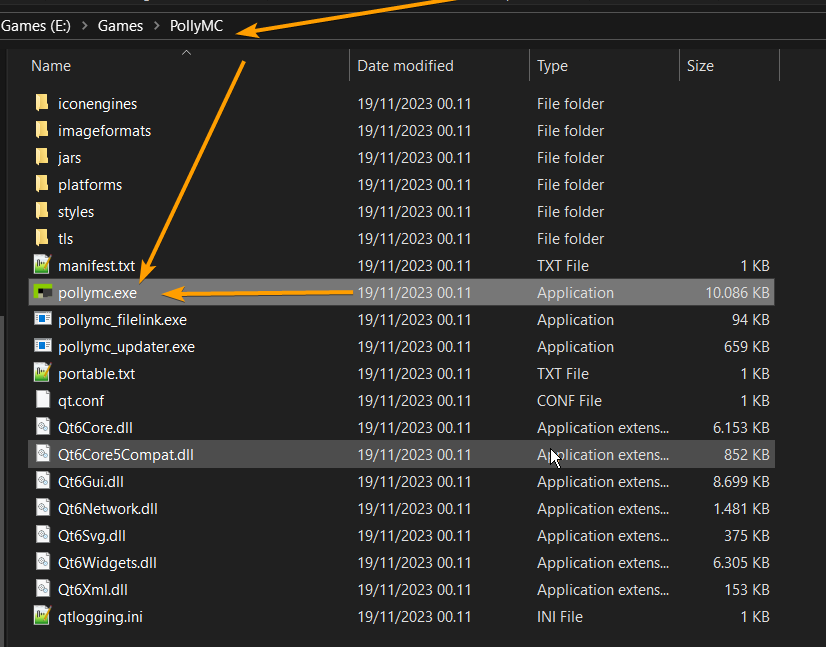 Games (E:) > Games > PollyMC
Name Date modified Type Size
iconengines 19/11/2023 00.11 File folder
imageformats 19/11/2023 00.11 File folder
jars 19/11/2023 00.11 File folder
platforms 19/11/2023 00.11 File folder
styles 19/11/2023 00.11 File folder
tls 19/11/2023 00.11 File folder
manifest.txt 19/11/2023 00.11 TXT File 1 KB
pollymc.exe 19/11/2023 00.11 Application 10.086 KB
pollymc_filelink.exe 19/11/2023 00.11 Application 94 KB
pollymc_updater.exe 19/11/2023 00.11 Application 659 KB
portable.txt 19/11/2023 00.11 TXT File 1 KB
qt.conf 19/11/2023 00.11 CONF File 1 KB
Qt6Core.dll 19/11/2023 00.11 Application extens... 6.153 KB
Qt6Core5Compat.dll 19/11/2023 00.11 Application extens... 852 KB
Qt6Gui.dll 19/11/2023 00.11 Application extens... 8.699 KB
Qt6Network.dll 19/11/2023 00.11 Application extens... 1.481 KB
Qt6Svg.dll 19/11/2023 00.11 Application extens... 375 KB
Qt6Widgets.dll 19/11/2023 00.11 Application extens... 6.305 KB
Qt6Xml.dll 19/11/2023 00.11 Application extens... 153 KB
qtlogging.ini 19/11/2023 00.11 INI File 1 KB